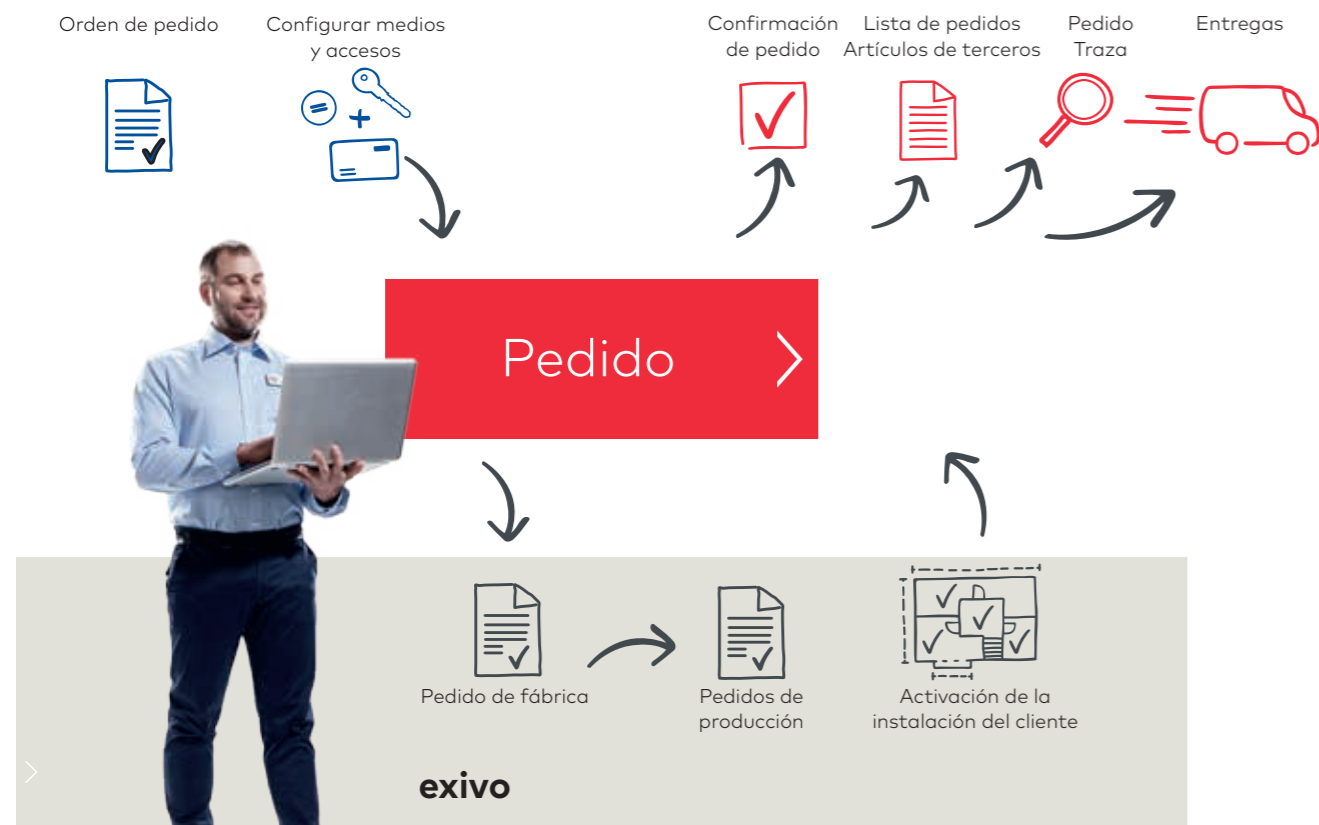 Orden de pedido
Configurar medios
y accesos
Confirmación
de pedido
Lista de pedidos
Artículos de terceros
Pedido
Traza
Entregas
Pedido
Pedido de fábrica
Pedidos de
producción
Activación de la
instalación del cliente
exivo